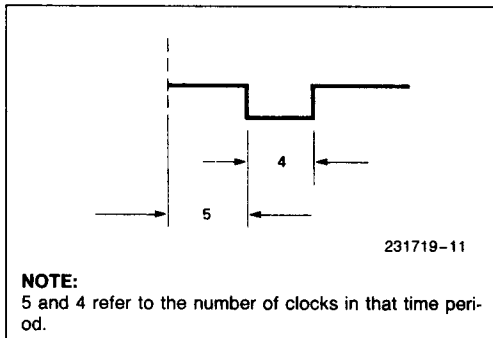 4
5
231719-11
NOTE:
5 and 4 refer to the number of clocks in that time peri-
od.